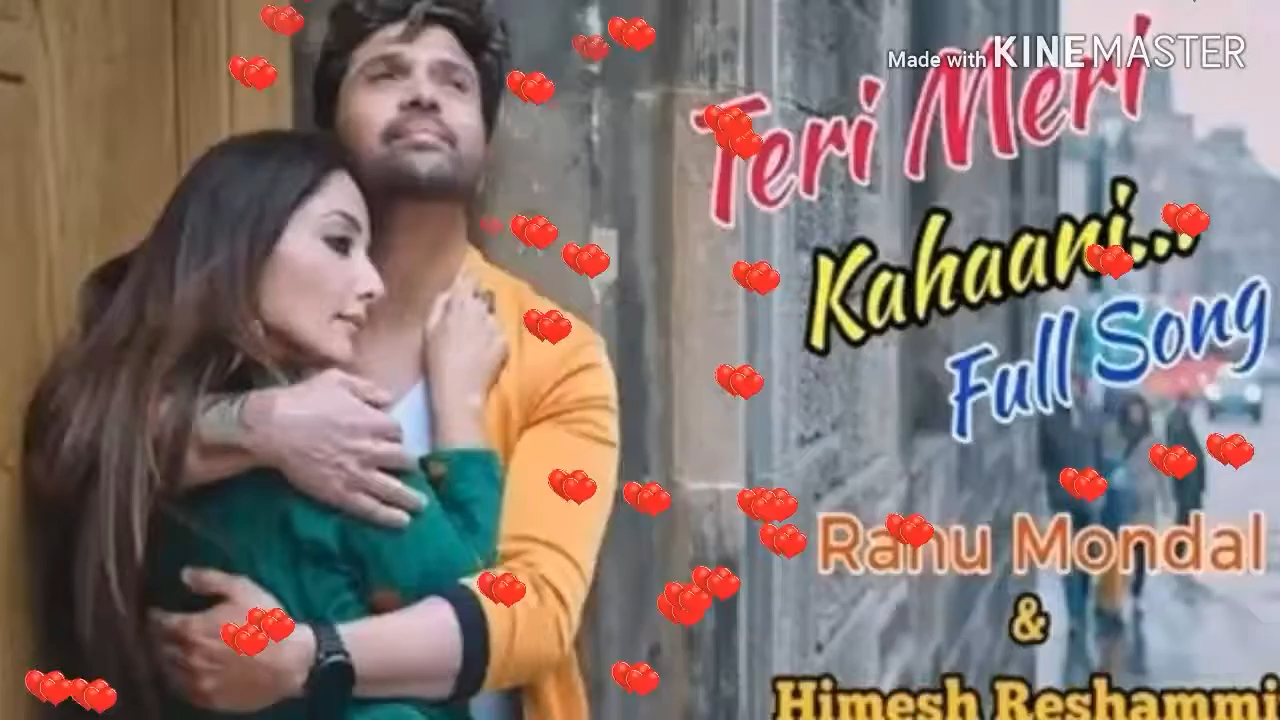 Made with KINEMASTER
Teri Meri
Kahaani...
Full Song
Ranu Mondal
&
Himesh Reshammi